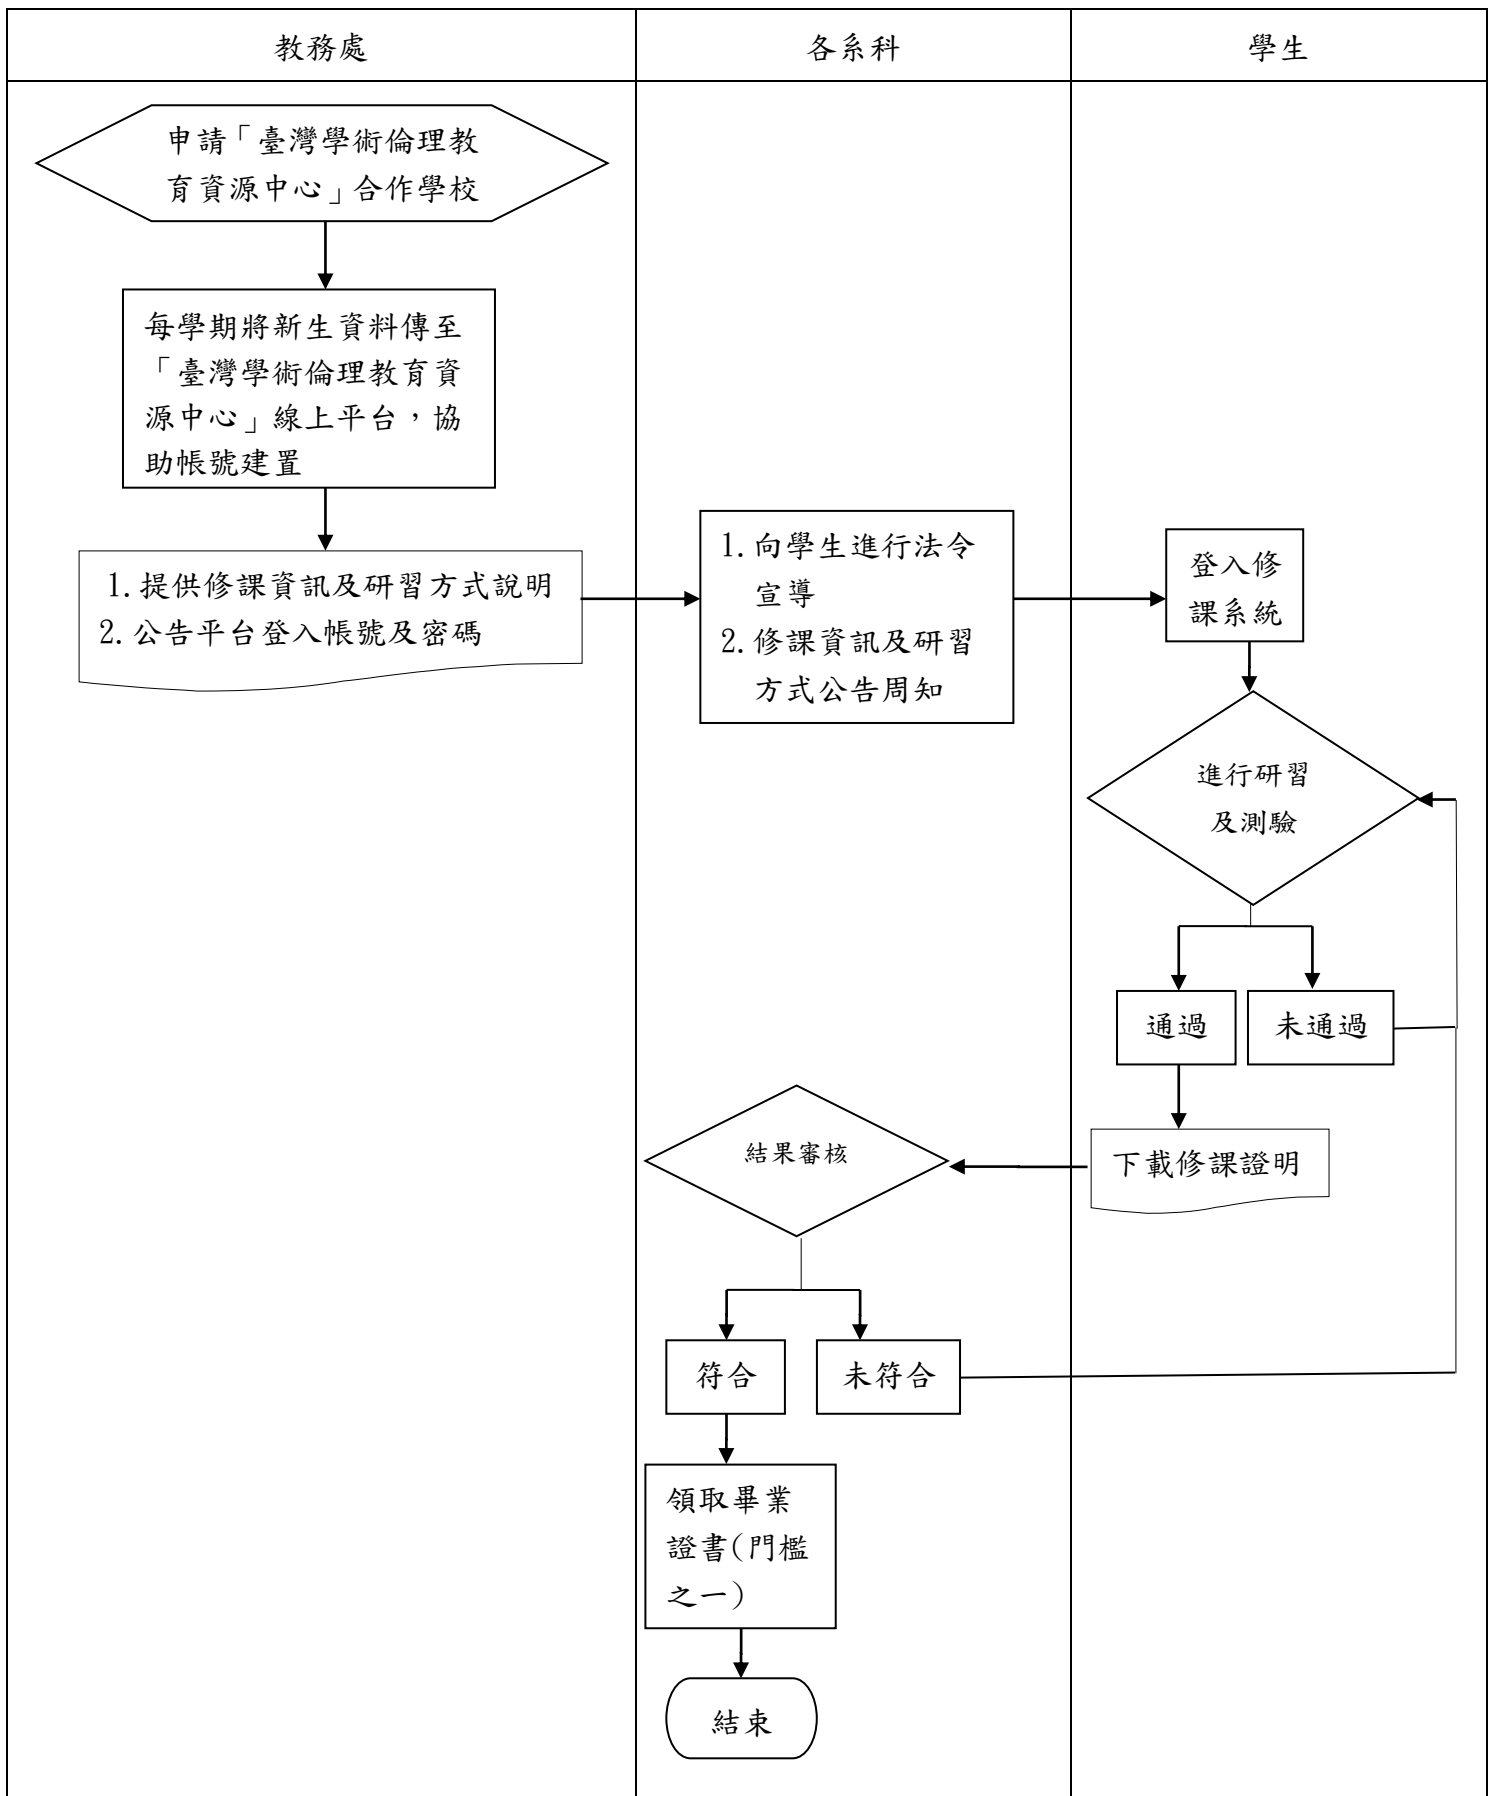 教務處
各系科
學生
申請「臺灣學術倫理教
育資源中心」合作學校
每學期將新生資料傳至
「臺灣學術倫理教育資
源中心」線上平台，協
助帳號建置
1.提供修課資訊及研習方式說明
2.公告平台登入帳號及密碼
1.向學生進行法令
宣導
2.修課資訊及研習
方式公告周知
登入修
課系統
進行研習
及測驗
通過
未通過
下載修課證明
結果審核
符合
未符合
領取畢業
證書(門檻
之一)
結束